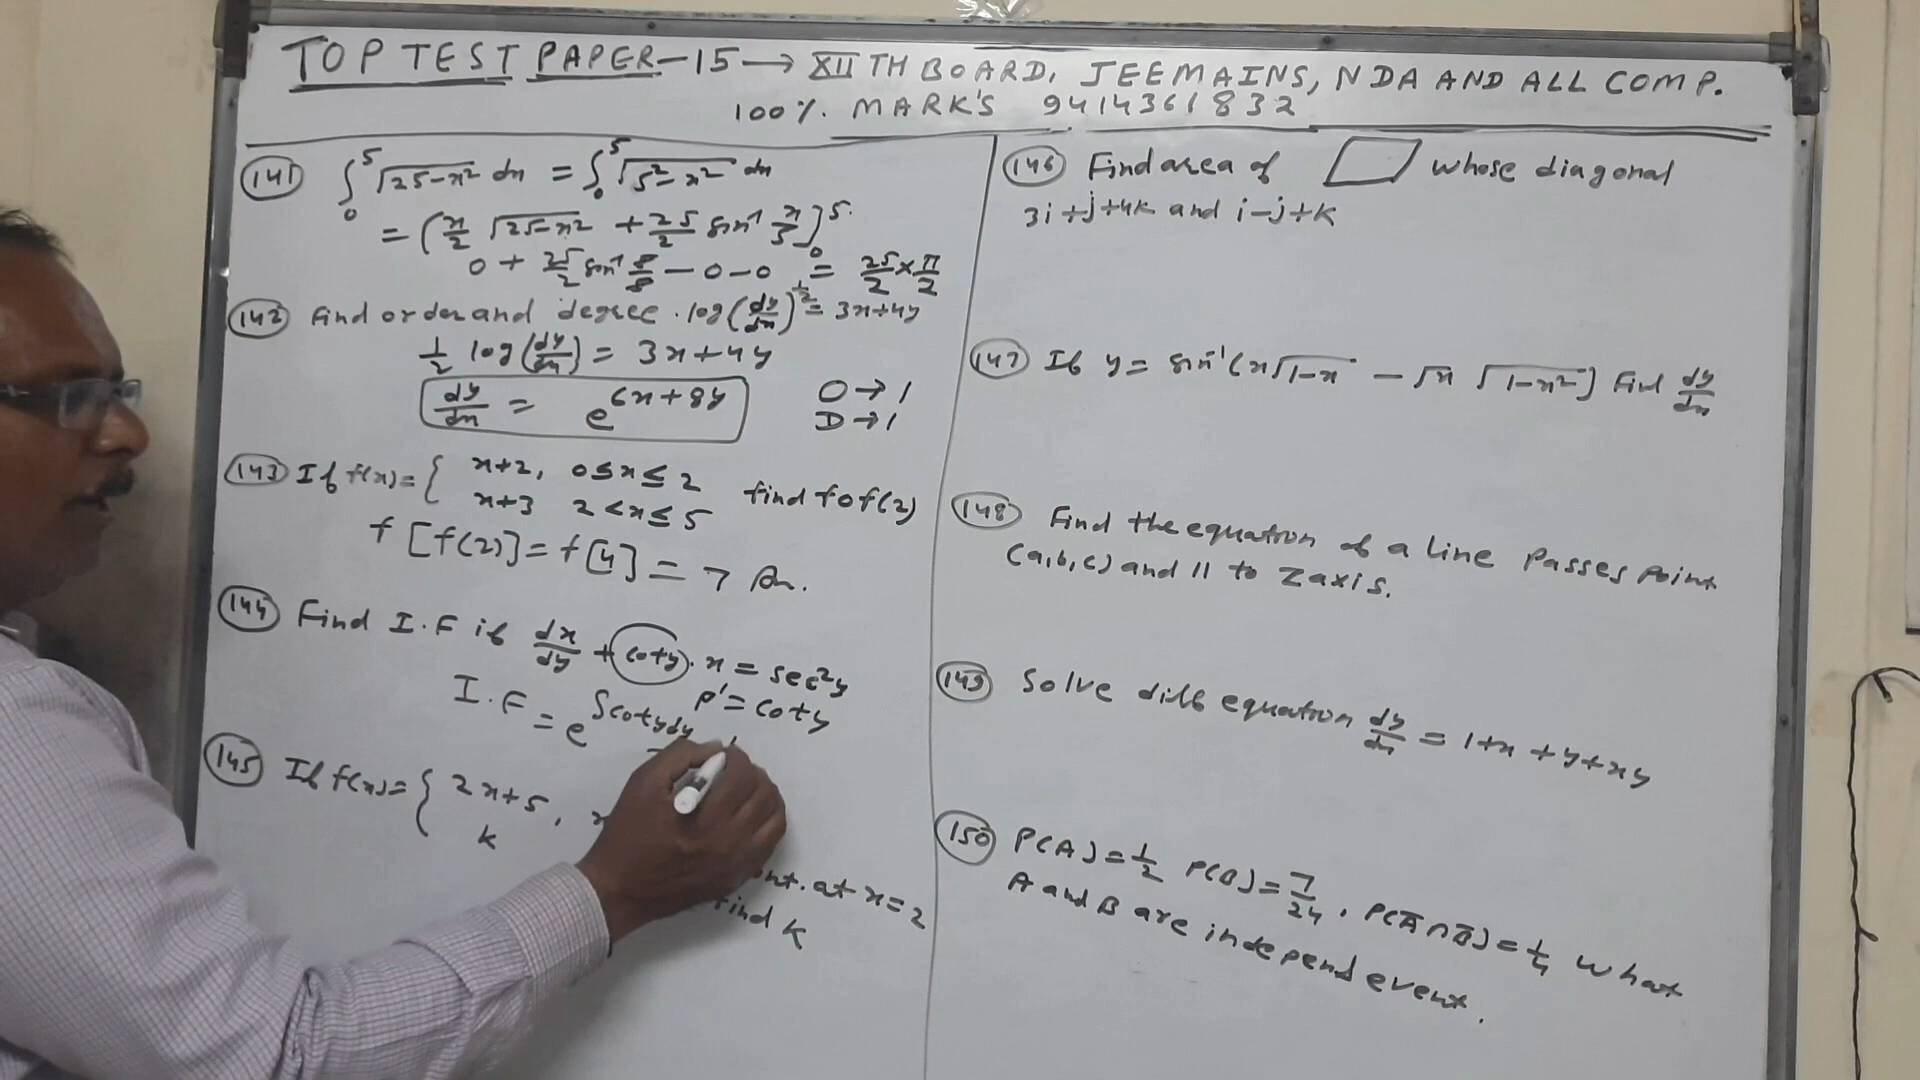 TOP TEST PAPER-15 → XII TH BOARD, JEE MAINS, NDA AND ALL COMP.
100%. MARK'S 9414361832
(141) ∫₀⁵ √25-x² dx = ∫₀⁵ √5²-x² dx
= (x/2 √25-x² + 25/2 sin⁻¹ x/5]₀⁵
0 + 25/2 sin⁻¹ 5/5 - 0 - 0 = 25/2 × π/2
(142) Find order and degree . log(dy/dx)^1/2 = 3x+4y
1/2 log(dy/dx) = 3x+4y
dy/dx = e^6x+8y O → 1
D → 1
(143) If f(x)= { x+2, 0≤x≤2 find fof(2)
x+3 2<x≤5
f[f(2)] = f[4] = 7 An.
(144) Find I.F if dx/dy + coty . x = sec²y
P' = coty
I.F = e^∫coty dy
(145) If f(x)= { 2x+5,
k
at x=2
find k
(146) Find area of ▱ whose diagonal
3i+j+4k and i-j+k
(147) If y = sin⁻¹(x√1-x - √x √1-x²] Find dy/dx
(148) Find the equation of a line Passes Point
(a,b,c) and || to Z axis.
(149) Solve diff equation dy/dx = 1+x+y+xy
(150) P(A)=1/2 P(B)=7/24, P(A̅∩B̅)=1/4 what
A and B are independ event.